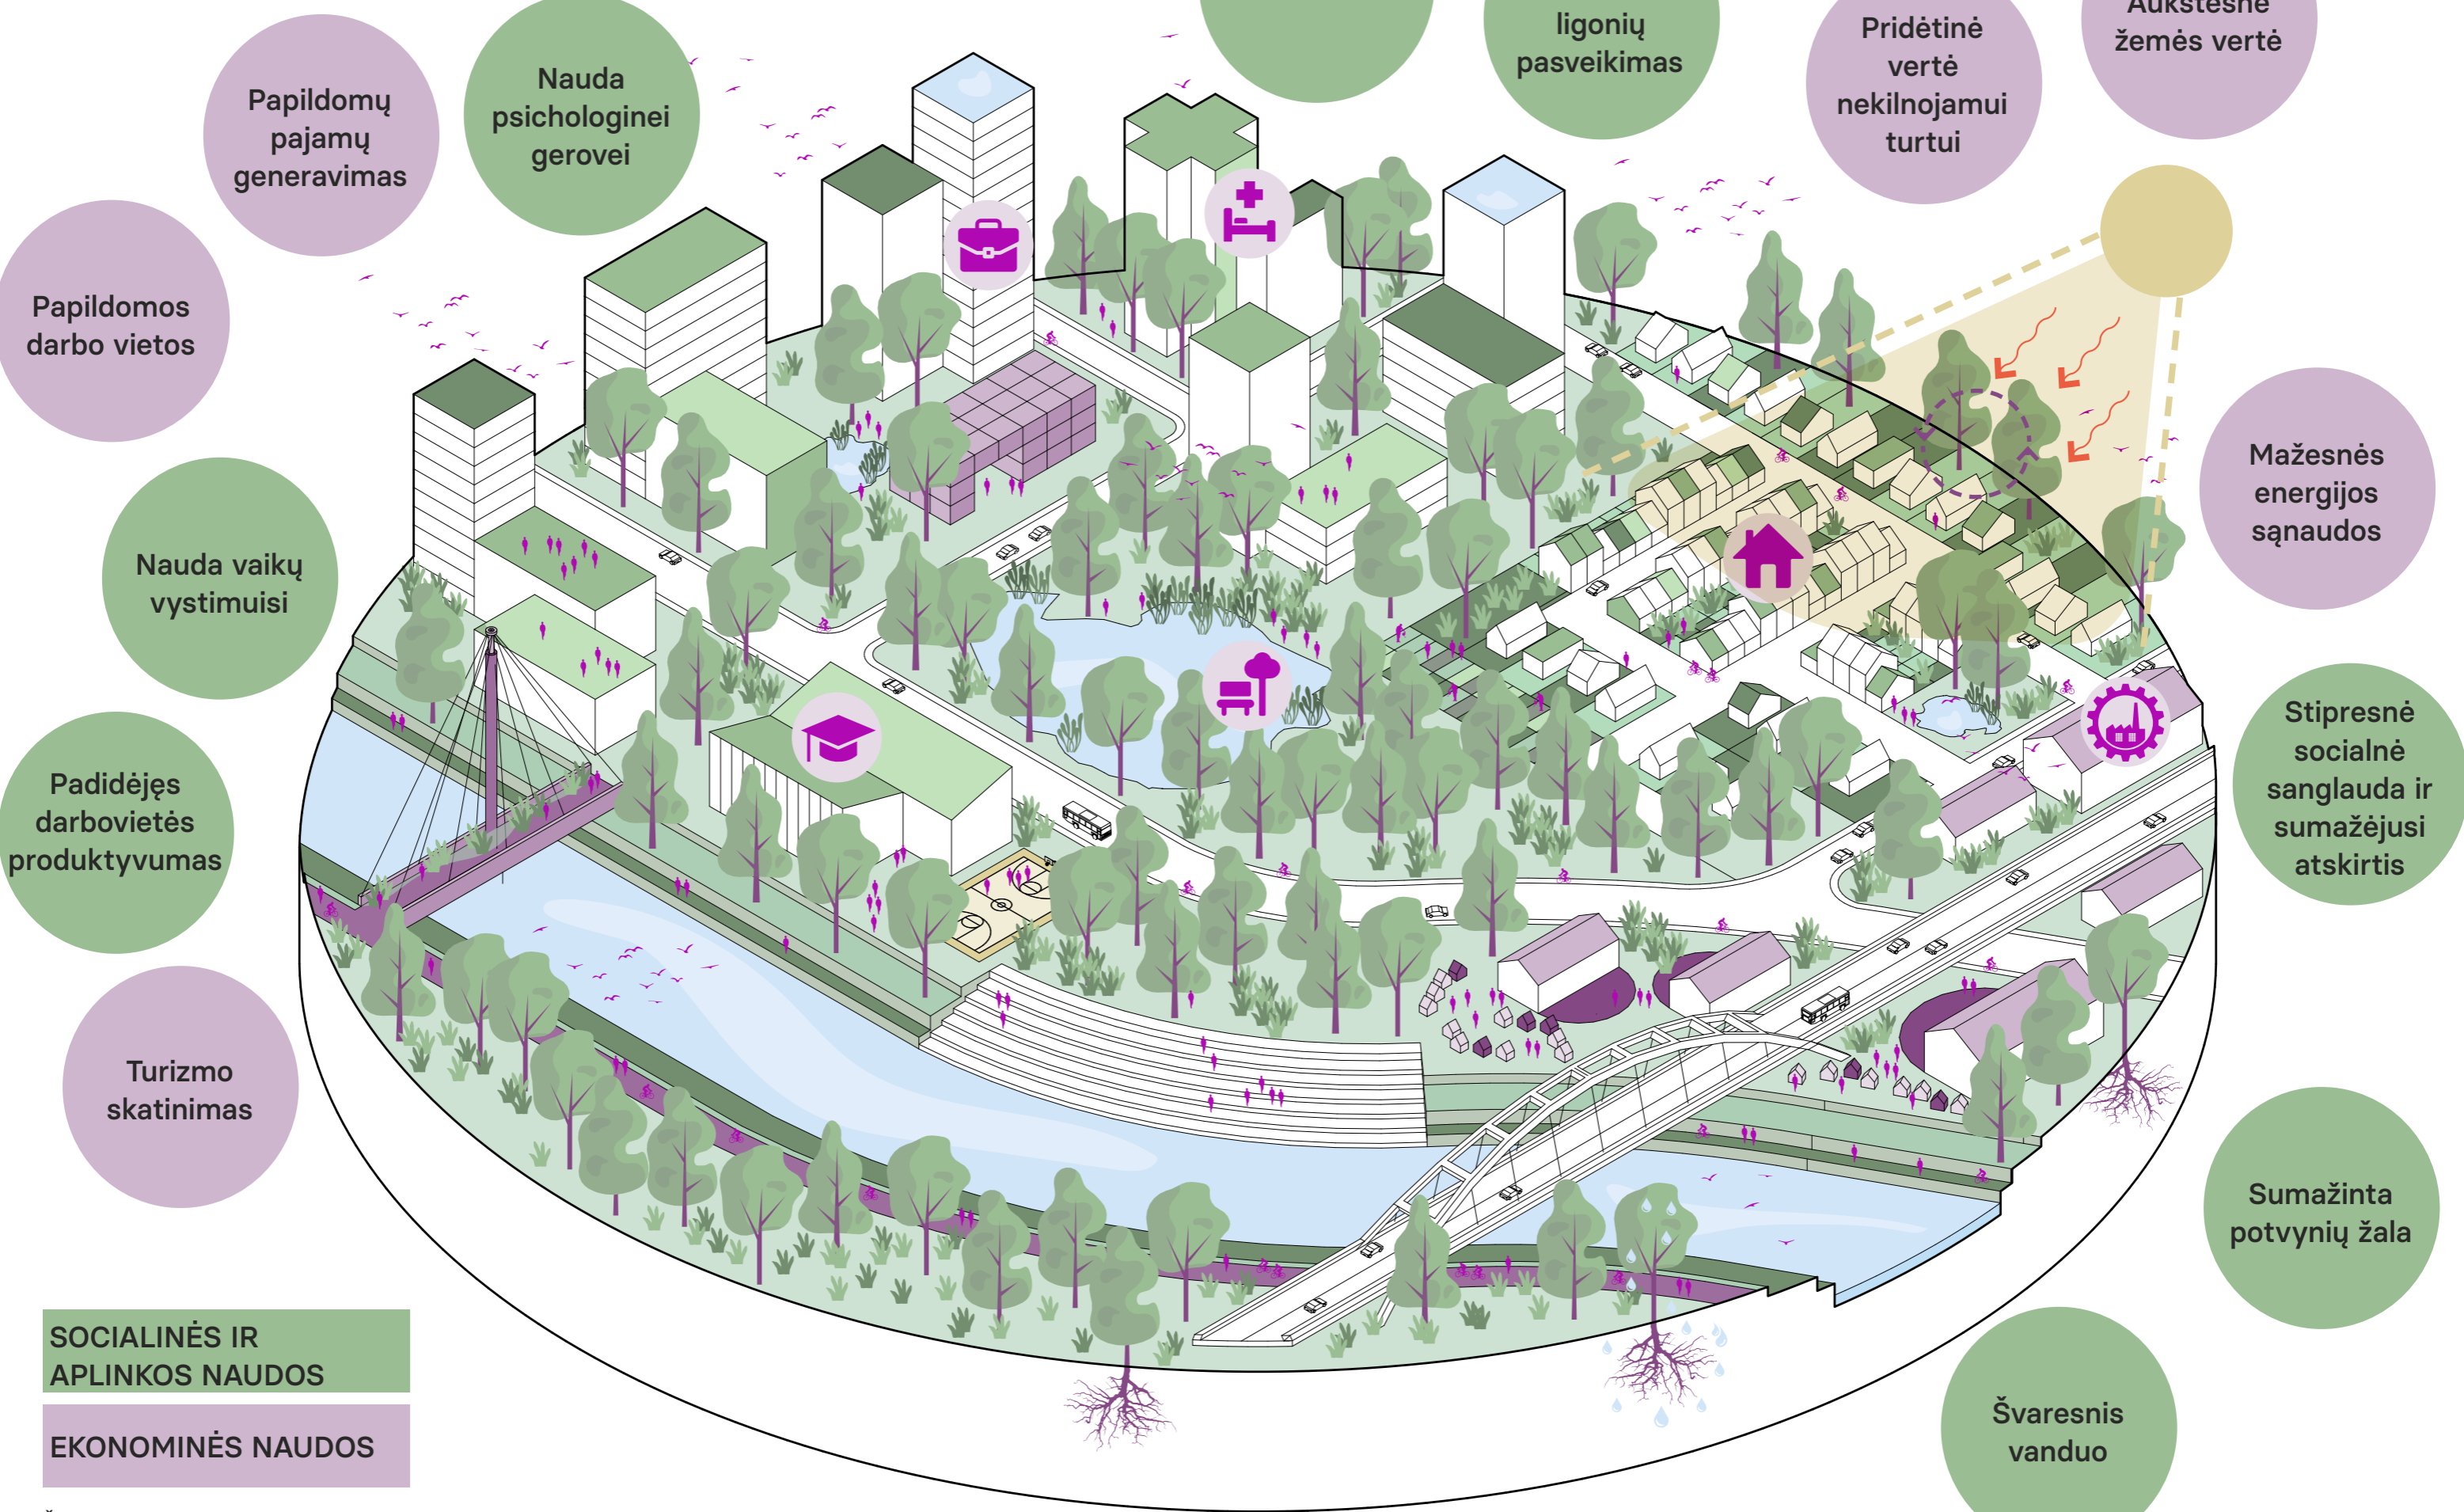 ligonių
pasveikimas
Pridėtinė
vertė
nekilnojamui
turtui
Aukštesnė
žemės vertė
Papildomų
pajamų
generavimas
Nauda
psichologinei
gerovei
Papildomos
darbo vietos
Mažesnės
energijos
sąnaudos
Nauda vaikų
vystimuisi
Stipresnė
socialnė
sanglauda ir
sumažėjusi
atskirtis
Padidėjęs
darbovietės
produktyvumas
Turizmo
skatinimas
Sumažinta
potvynių žala
SOCIALINĖS IR
APLINKOS NAUDOS
EKONOMINĖS NAUDOS
Švaresnis
vanduo